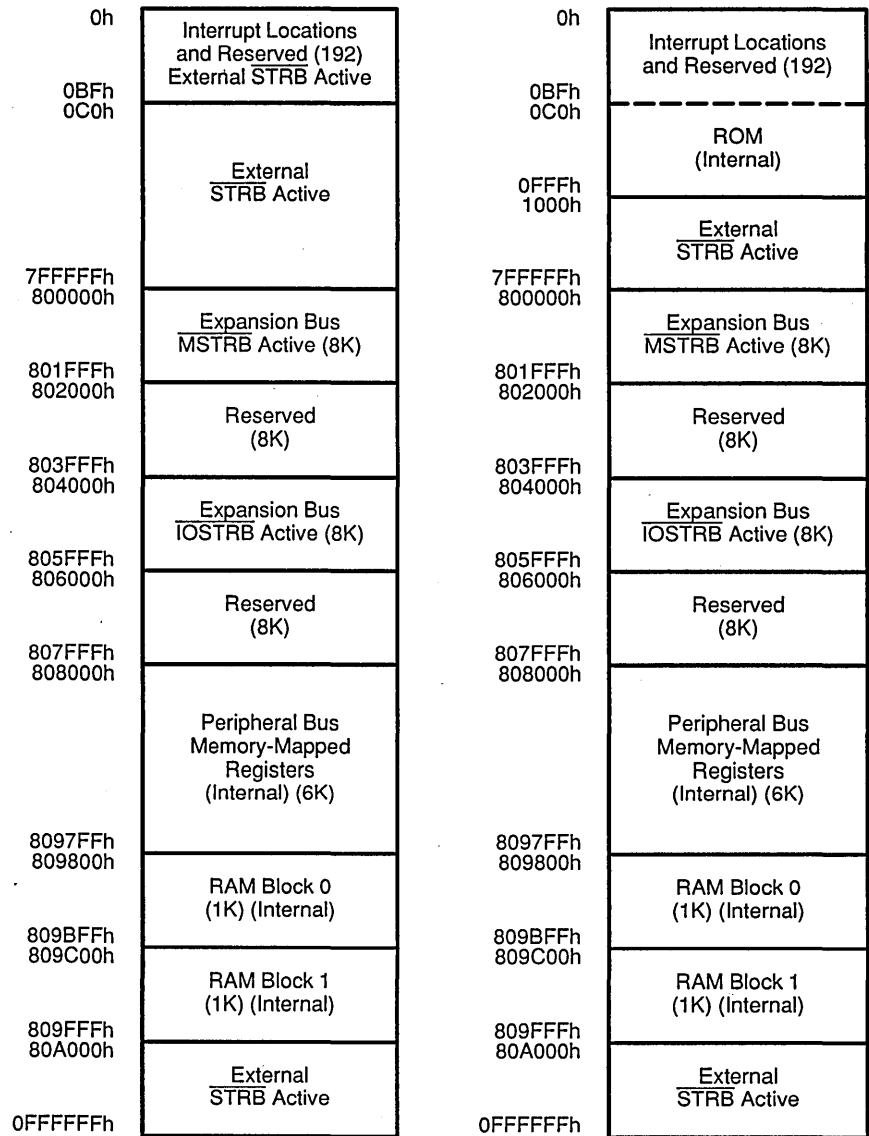 0h
Interrupt Locations
and Reserved (192)
External STRB Active
0BFh
0C0h
External
STRB Active
7FFFFFh
800000h
Expansion Bus
MSTRB Active (8K)
801FFFh
802000h
Reserved
(8K)
803FFFh
804000h
Expansion Bus
IOSTRB Active (8K)
805FFFh
806000h
Reserved
(8K)
807FFFh
808000h
Peripheral Bus
Memory-Mapped
Registers
(Internal) (6K)
8097FFh
809800h
RAM Block 0
(1K) (Internal)
809BFFh
809C00h
RAM Block 1
(1K) (Internal)
809FFFh
80A000h
External
STRB Active
0FFFFFFh
0h
Interrupt Locations
and Reserved (192)
0BFh
0C0h
ROM
(Internal)
0FFFh
1000h
External
STRB Active
7FFFFFh
800000h
Expansion Bus
MSTRB Active (8K)
801FFFh
802000h
Reserved
(8K)
803FFFh
804000h
Expansion Bus
IOSTRB Active (8K)
805FFFh
806000h
Reserved
(8K)
807FFFh
808000h
Peripheral Bus
Memory-Mapped
Registers
(Internal) (6K)
8097FFh
809800h
RAM Block 0
(1K) (Internal)
809BFFh
809C00h
RAM Block 1
(1K) (Internal)
809FFFh
80A000h
External
STRB Active
0FFFFFFh